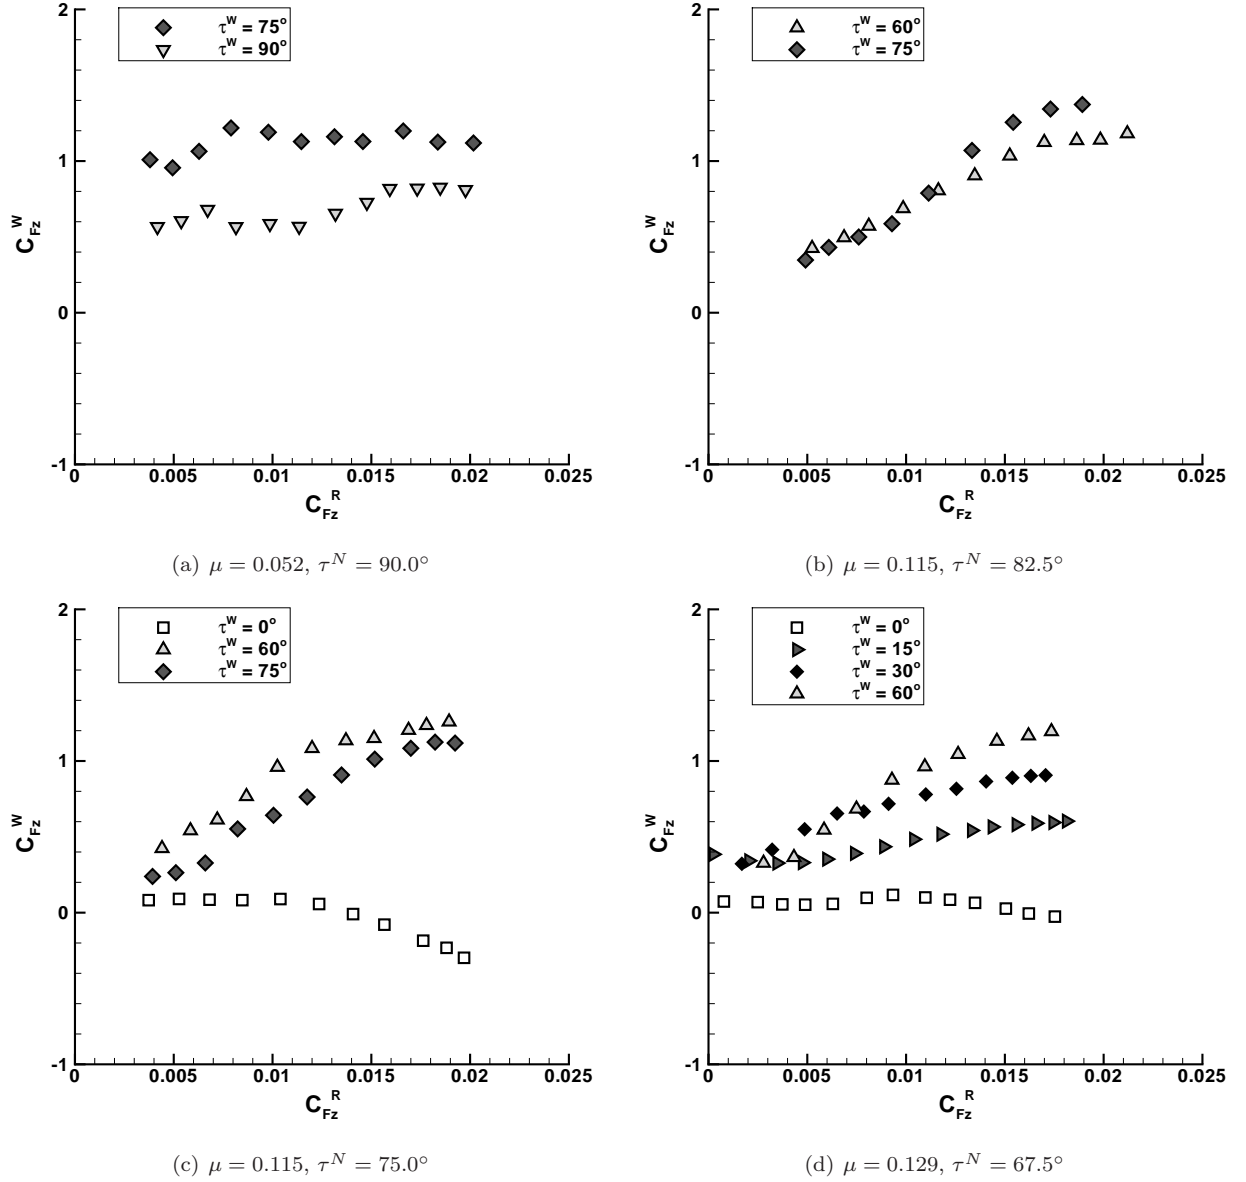 τ^W = 75°
τ^W = 90°
2
1
0
-1
C_Fz^W
0 0.005 0.01 0.015 0.02 0.025
C_Fz^R
(a) μ = 0.052, τ^N = 90.0°
τ^W = 60°
τ^W = 75°
2
1
0
-1
C_Fz^W
0 0.005 0.01 0.015 0.02 0.025
C_Fz^R
(b) μ = 0.115, τ^N = 82.5°
τ^W = 0°
τ^W = 60°
τ^W = 75°
2
1
0
-1
C_Fz^W
0 0.005 0.01 0.015 0.02 0.025
C_Fz^R
(c) μ = 0.115, τ^N = 75.0°
τ^W = 0°
τ^W = 15°
τ^W = 30°
τ^W = 60°
2
1
0
-1
C_Fz^W
0 0.005 0.01 0.015 0.02 0.025
C_Fz^R
(d) μ = 0.129, τ^N = 67.5°